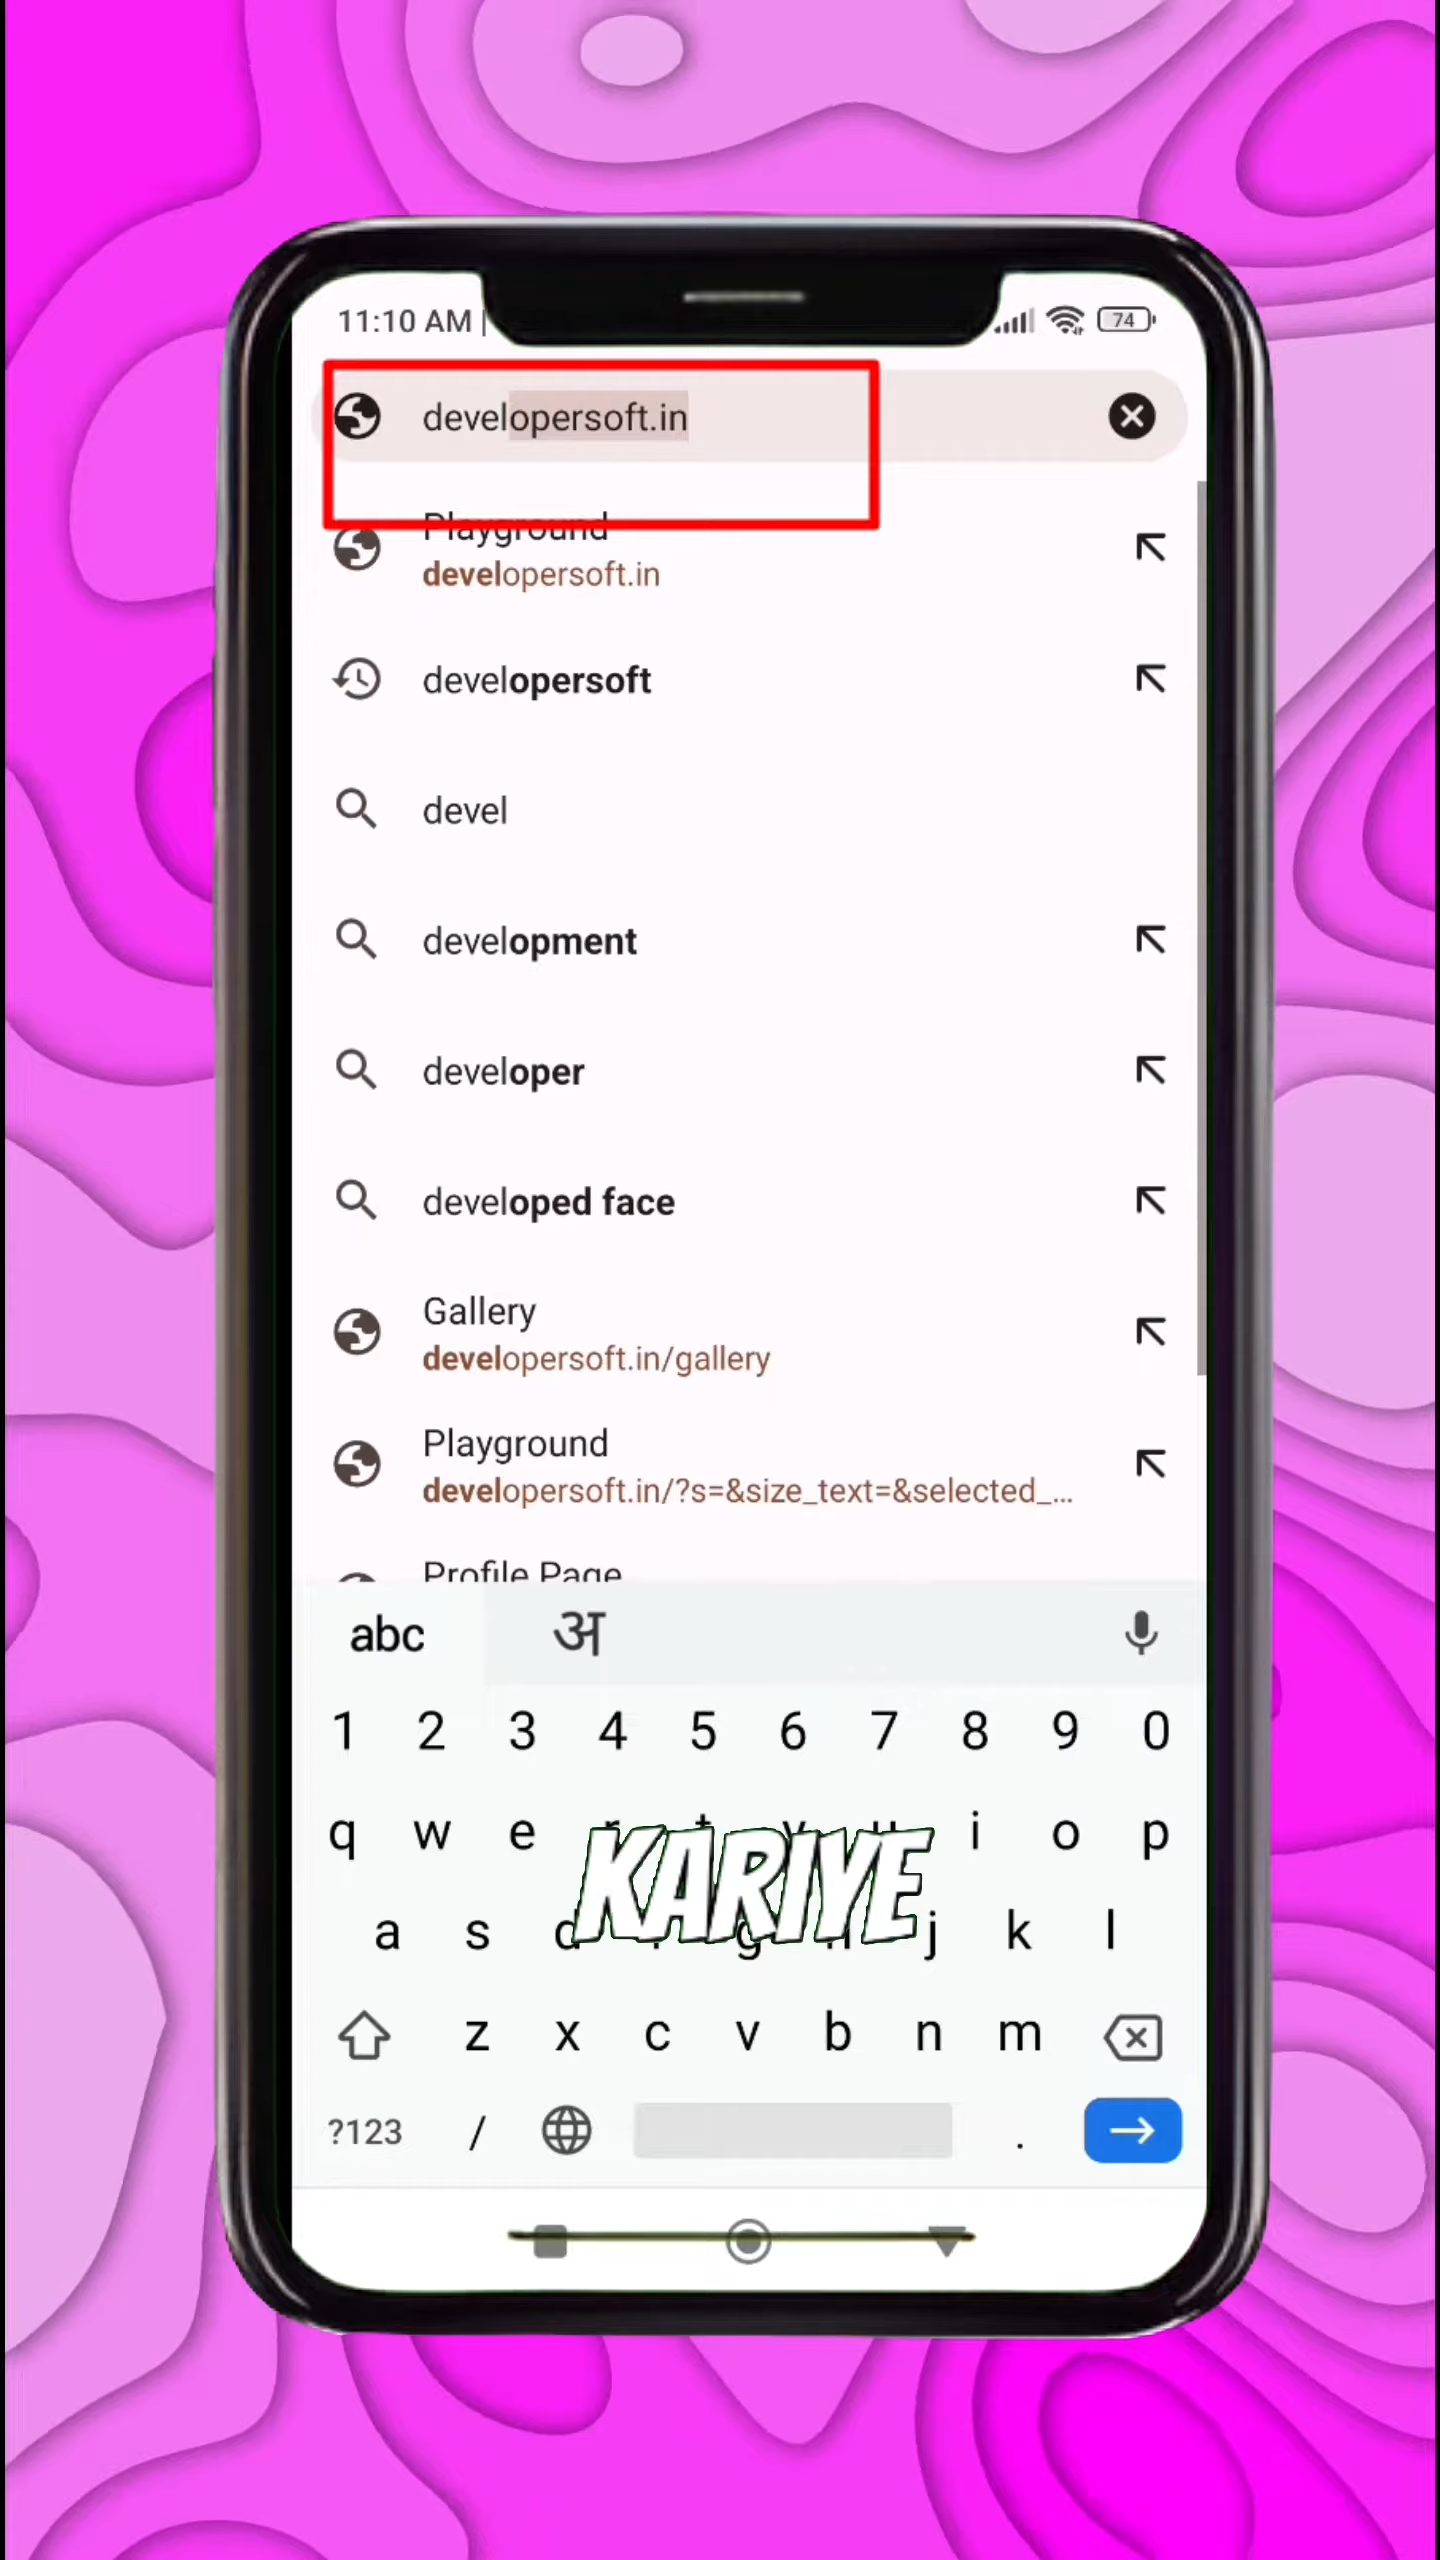 11:10 AM |
74
developersoft.in
Playground
developersoft.in
developersoft
devel
development
developer
developed face
Gallery
developersoft.in/gallery
Playground
developersoft.in/?s=&size_text=&selected_...
Profile Page
abc अ
1 2 3 4 5 6 7 8 9 0
q w e r t y u i o p
KARIYE
a s d f g h j k l
z x c v b n m
?123 / .